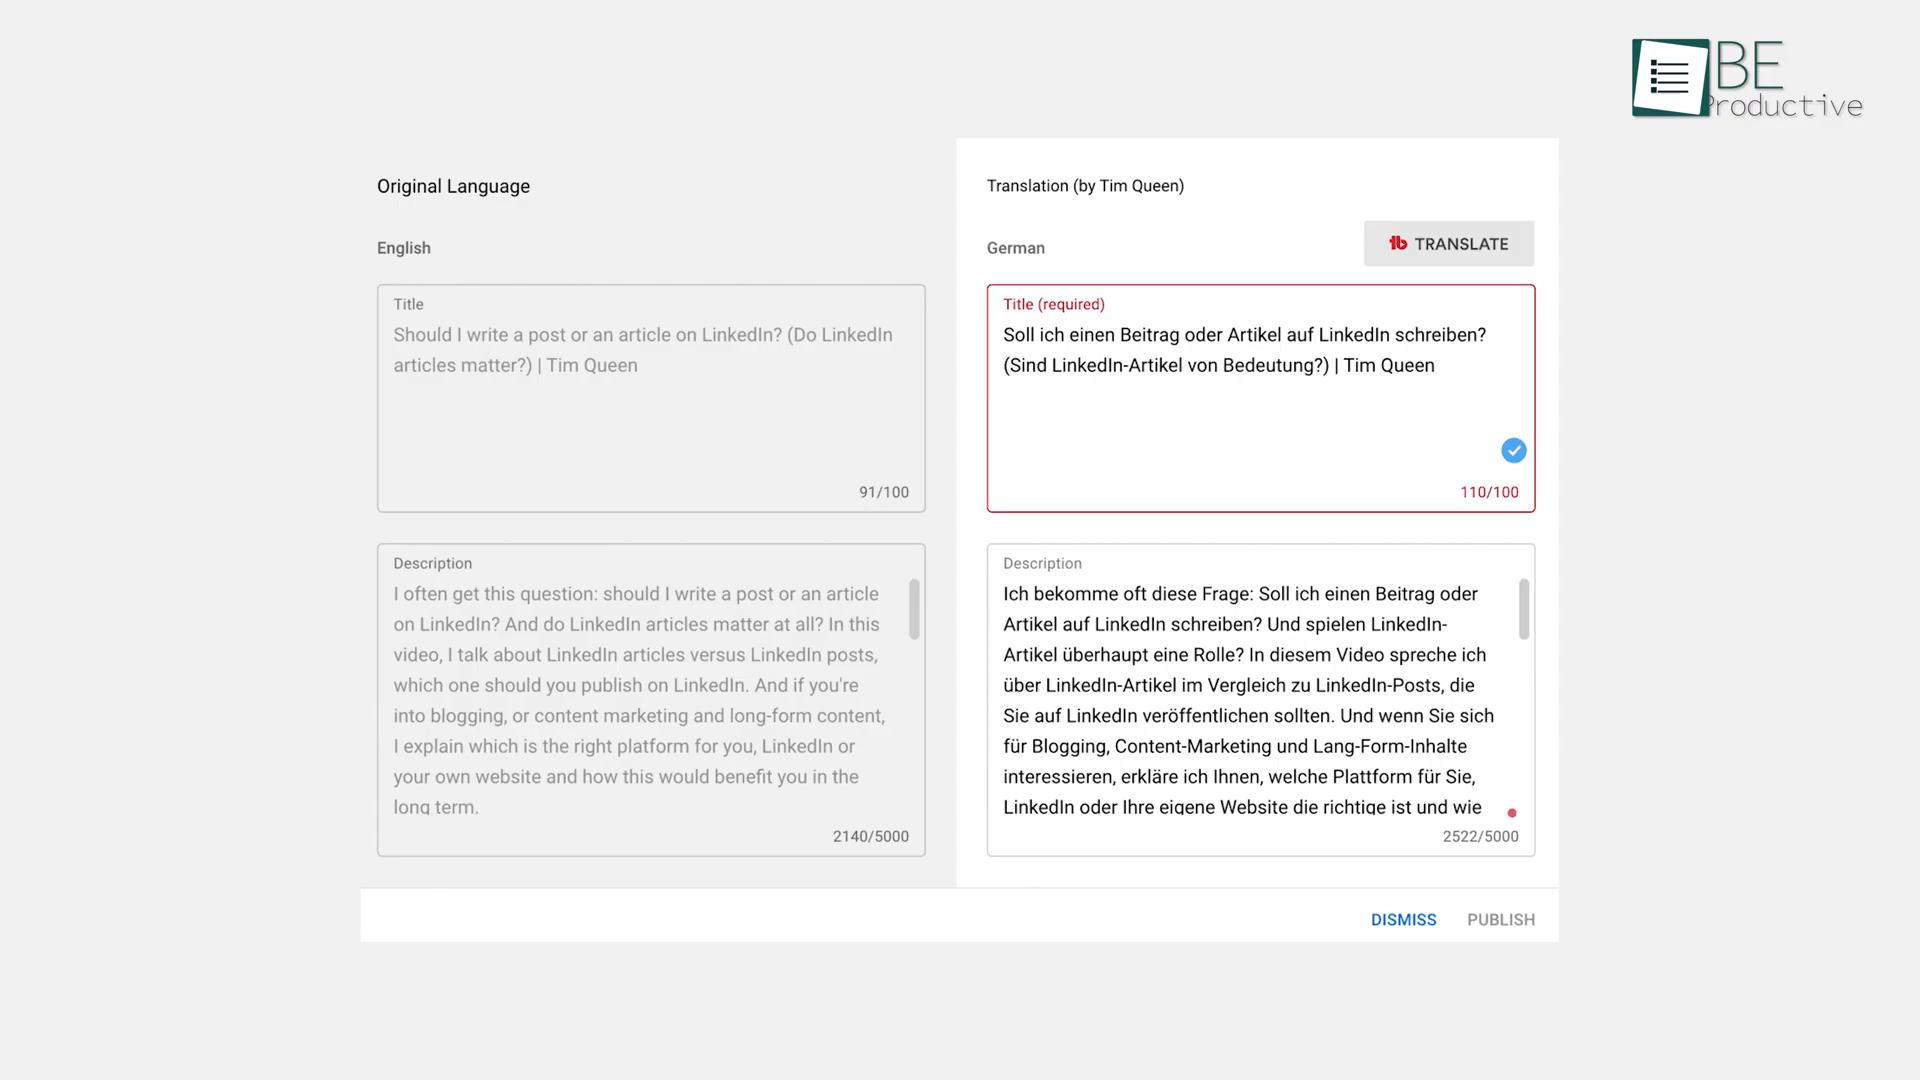 BE
Productive
Original Language
English
Title
Should I write a post or an article on LinkedIn? (Do LinkedIn
articles matter?) | Tim Queen
91/100
Description
I often get this question: should I write a post or an article
on LinkedIn? And do LinkedIn articles matter at all? In this
video, I talk about LinkedIn articles versus LinkedIn posts,
which one should you publish on LinkedIn. And if you're
into blogging, or content marketing and long-form content,
I explain which is the right platform for you, LinkedIn or
your own website and how this would benefit you in the
long term.
2140/5000
Translation (by Tim Queen)
German
TRANSLATE
Title (required)
Soll ich einen Beitrag oder Artikel auf LinkedIn schreiben?
(Sind LinkedIn-Artikel von Bedeutung?) | Tim Queen
110/100
Description
Ich bekomme oft diese Frage: Soll ich einen Beitrag oder
Artikel auf LinkedIn schreiben? Und spielen LinkedIn-
Artikel überhaupt eine Rolle? In diesem Video spreche ich
über LinkedIn-Artikel im Vergleich zu LinkedIn-Posts, die
Sie auf LinkedIn veröffentlichen sollten. Und wenn Sie sich
für Blogging, Content-Marketing und Lang-Form-Inhalte
interessieren, erkläre ich Ihnen, welche Plattform für Sie,
LinkedIn oder Ihre eigene Website die richtige ist und wie
2522/5000
DISMISS
PUBLISH